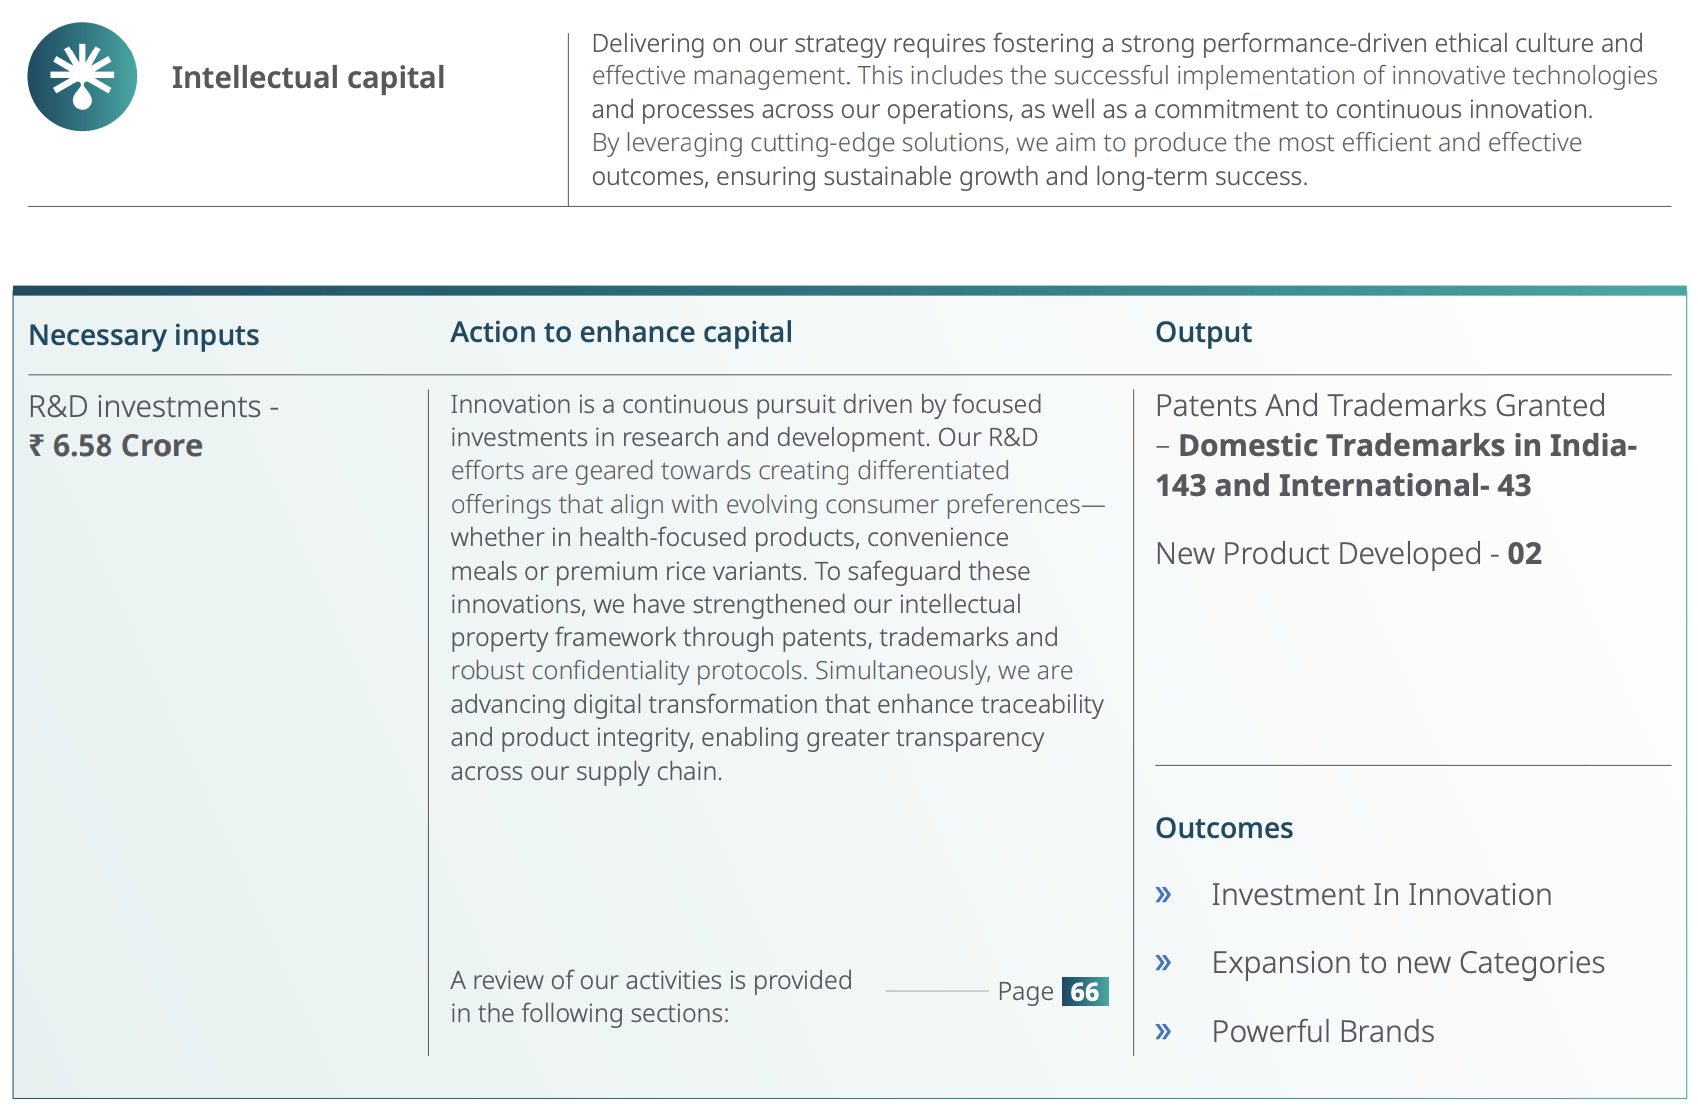 Intellectual capital
Delivering on our strategy requires fostering a strong performance-driven ethical culture and
effective management. This includes the successful implementation of innovative technologies
and processes across our operations, as well as a commitment to continuous innovation.
By leveraging cutting-edge solutions, we aim to produce the most efficient and effective
outcomes, ensuring sustainable growth and long-term success.
Necessary inputs
R&D investments -
₹ 6.58 Crore
Action to enhance capital
Innovation is a continuous pursuit driven by focused
investments in research and development. Our R&D
efforts are geared towards creating differentiated
offerings that align with evolving consumer preferences—
whether in health-focused products, convenience
meals or premium rice variants. To safeguard these
innovations, we have strengthened our intellectual
property framework through patents, trademarks and
robust confidentiality protocols. Simultaneously, we are
advancing digital transformation that enhance traceability
and product integrity, enabling greater transparency
across our supply chain.
A review of our activities is provided
in the following sections:
Page 66
Output
Patents And Trademarks Granted
– Domestic Trademarks in India-
143 and International- 43
New Product Developed - 02
Outcomes
» Investment In Innovation
» Expansion to new Categories
» Powerful Brands